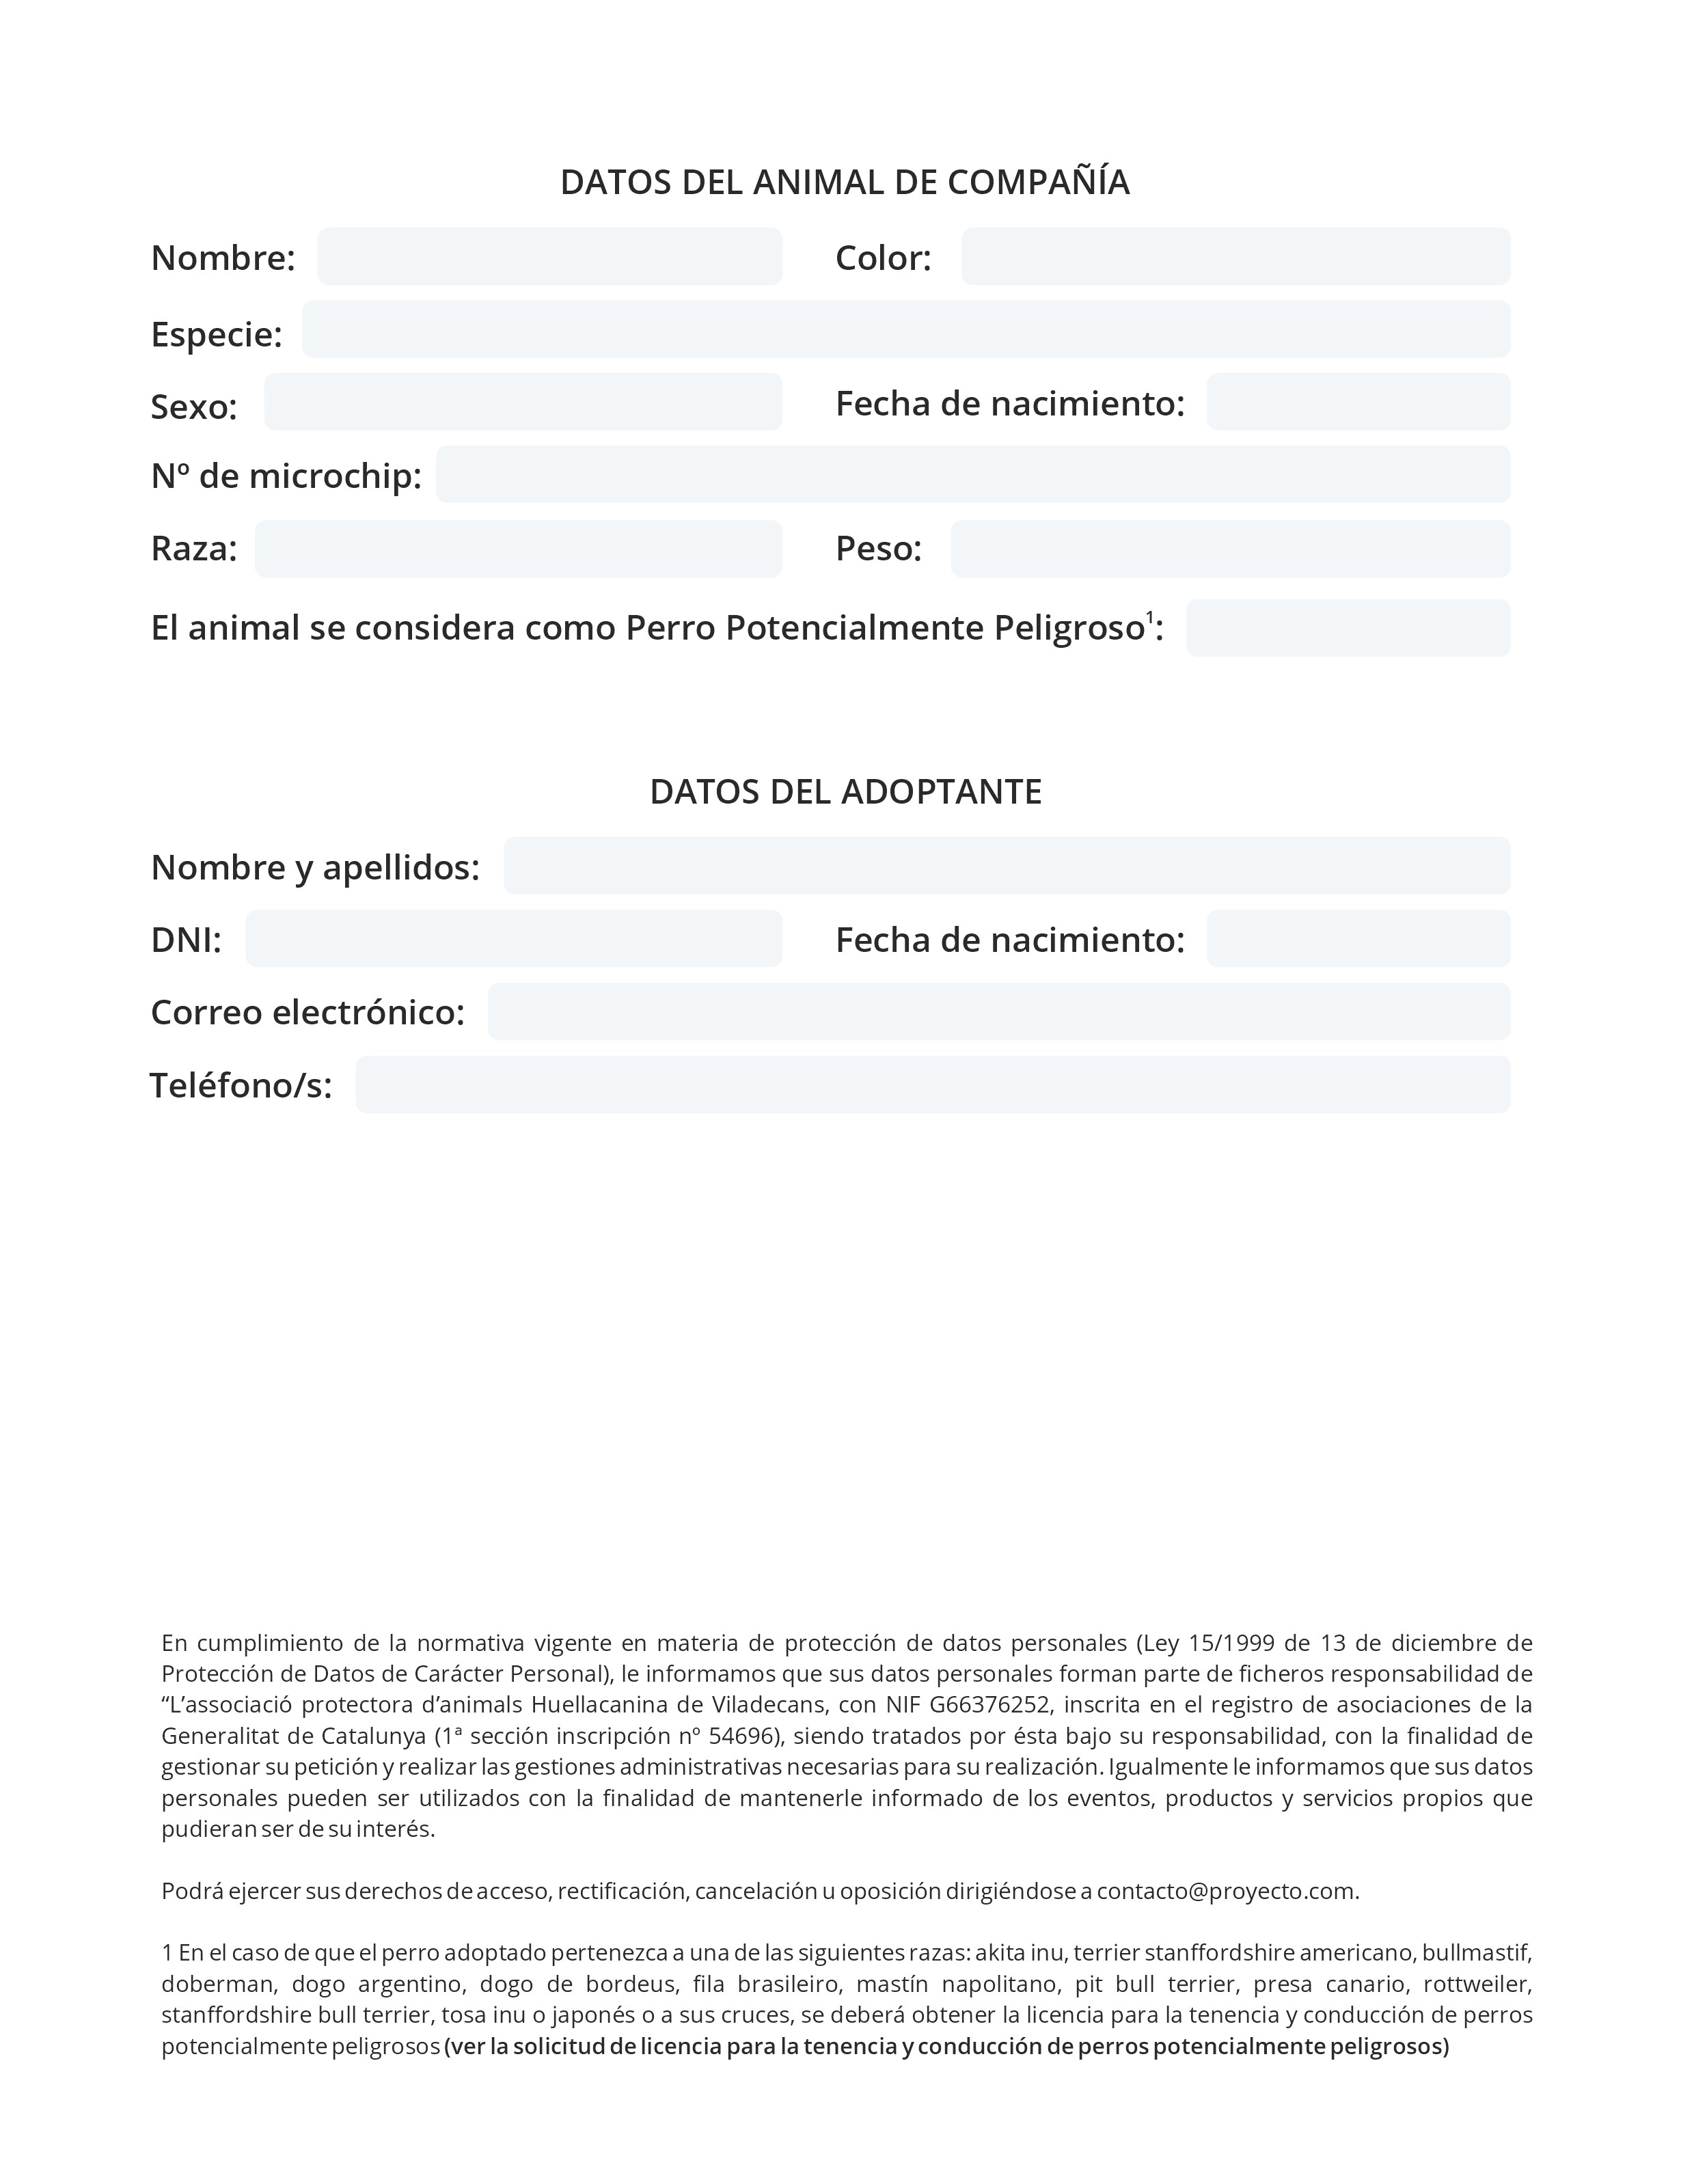 DATOS DEL ANIMAL DE COMPAÑÍA
Nombre: Color:
Especie:
Sexo: Fecha de nacimiento:
Nº de microchip:
Raza: Peso:
El animal se considera como Perro Potencialmente Peligroso¹:
DATOS DEL ADOPTANTE
Nombre y apellidos:
DNI: Fecha de nacimiento:
Correo electrónico:
Teléfono/s:
En cumplimiento de la normativa vigente en materia de protección de datos personales (Ley 15/1999 de 13 de diciembre de
Protección de Datos de Carácter Personal), le informamos que sus datos personales forman parte de ficheros responsabilidad de
“L’associació protectora d’animals Huellacanina de Viladecans, con NIF G66376252, inscrita en el registro de asociaciones de la
Generalitat de Catalunya (1ª sección inscripción nº 54696), siendo tratados por ésta bajo su responsabilidad, con la finalidad de
gestionar su petición y realizar las gestiones administrativas necesarias para su realización. Igualmente le informamos que sus datos
personales pueden ser utilizados con la finalidad de mantenerle informado de los eventos, productos y servicios propios que
pudieran ser de su interés.
Podrá ejercer sus derechos de acceso, rectificación, cancelación u oposición dirigiéndose a contacto@proyecto.com.
1 En el caso de que el perro adoptado pertenezca a una de las siguientes razas: akita inu, terrier stanffordshire americano, bullmastif,
doberman, dogo argentino, dogo de bordeus, fila brasileiro, mastín napolitano, pit bull terrier, presa canario, rottweiler,
stanffordshire bull terrier, tosa inu o japonés o a sus cruces, se deberá obtener la licencia para la tenencia y conducción de perros
potencialmente peligrosos (ver la solicitud de licencia para la tenencia y conducción de perros potencialmente peligrosos)